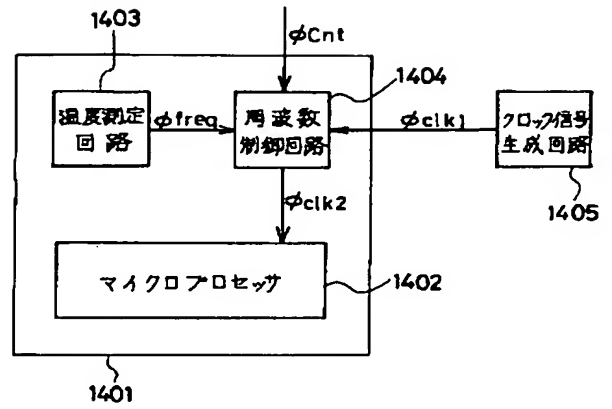 1403
φCnt
1404
温度測定
回路
φfreq
周波数
制御回路
φclk1
クロック信号
生成回路
1405
φclk2
マイクロプロセッサ
1402
1401